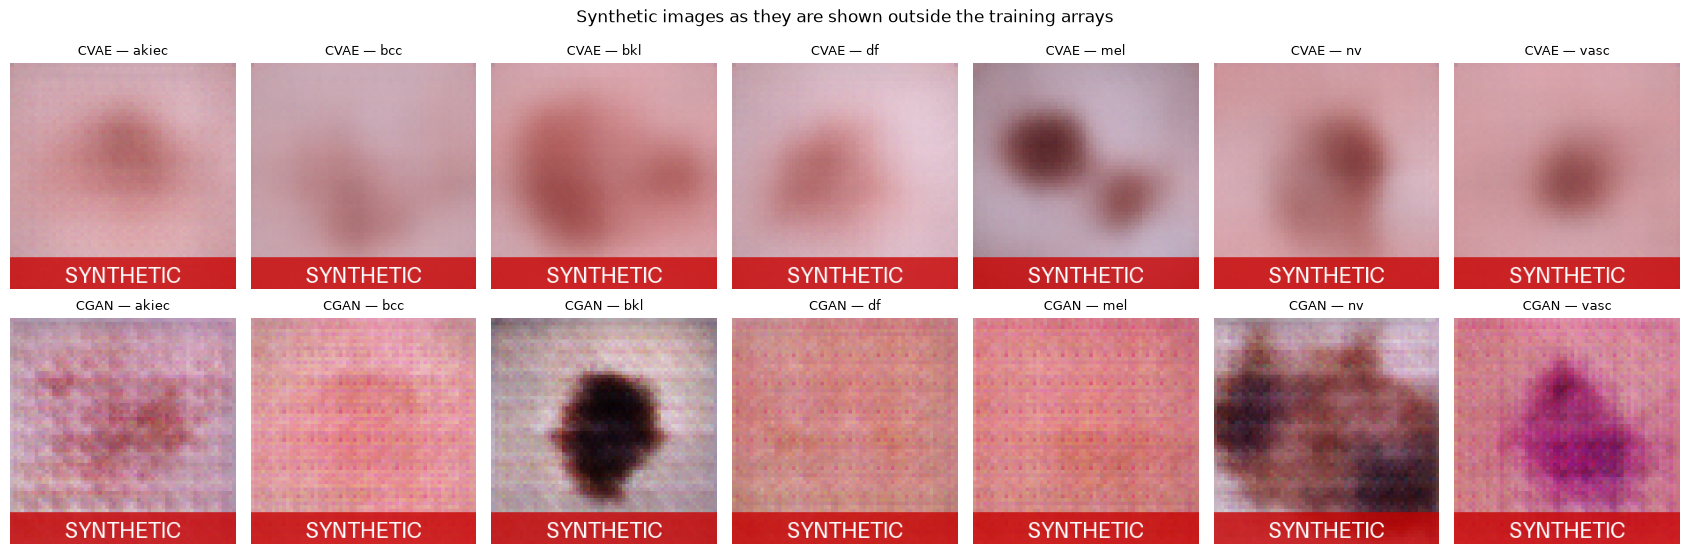 Synthetic images as they are shown outside the training arrays
CVAE — akiec
CVAE — bcc
CVAE — bkl
CVAE — df
CVAE — mel
CVAE — nv
CVAE — vasc
SYNTHETIC
SYNTHETIC
SYNTHETIC
SYNTHETIC
SYNTHETIC
SYNTHETIC
SYNTHETIC
CGAN — akiec
CGAN — bcc
CGAN — bkl
CGAN — df
CGAN — mel
CGAN — nv
CGAN — vasc
SYNTHETIC
SYNTHETIC
SYNTHETIC
SYNTHETIC
SYNTHETIC
SYNTHETIC
SYNTHETIC